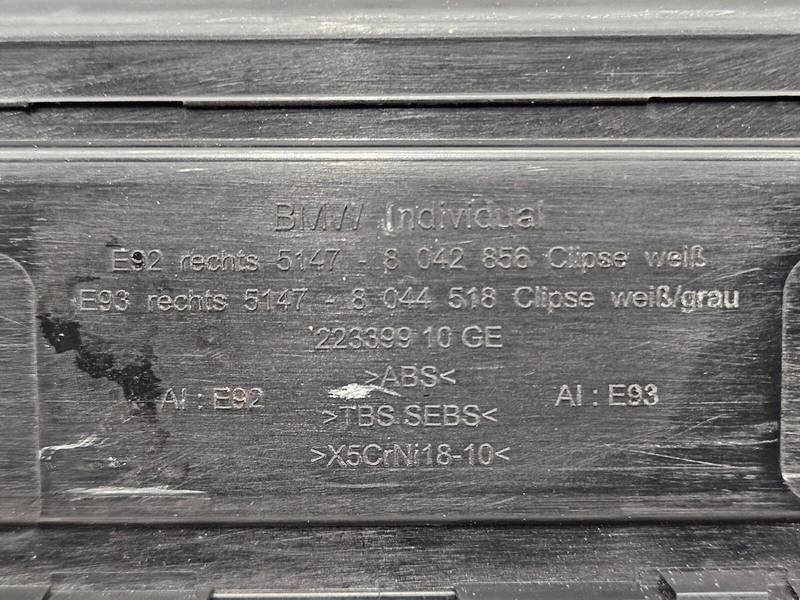 BMW Individual
E92 rechts 5147 - 8 042 856 Clipse weiß
E93 rechts 5147 - 8 044 518 Clipse weiß/grau
223399 10 GE
>ABS<
AI : E92
AI : E93
>TBS SEBS<
>X5CrNi18-10<